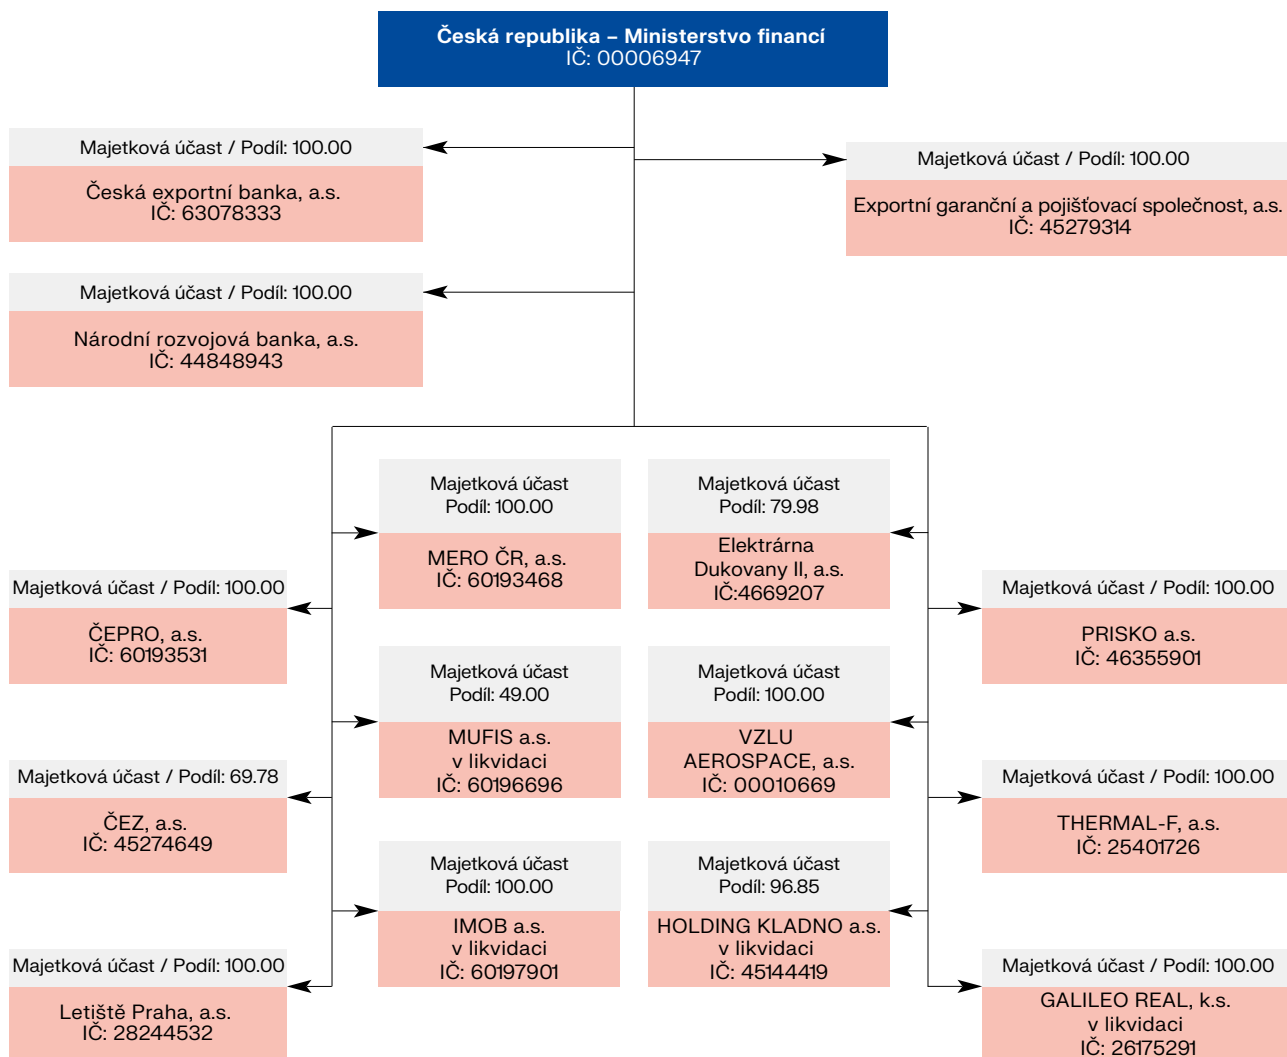 Česká republika – Ministerstvo financí
IČ: 00006947
Majetková účast / Podíl: 100.00
Česká exportní banka, a.s.
IČ: 63078333
Majetková účast / Podíl: 100.00
Exportní garanční a pojišťovací společnost, a.s.
IČ: 45279314
Majetková účast / Podíl: 100.00
Národní rozvojová banka, a.s.
IČ: 44848943
Majetková účast
Podíl: 100.00
MERO ČR, a.s.
IČ: 60193468
Majetková účast
Podíl: 79.98
Elektrárna
Dukovany II, a.s.
IČ:4669207
Majetková účast / Podíl: 100.00
ČEPRO, a.s.
IČ: 60193531
Majetková účast / Podíl: 100.00
PRISKO a.s.
IČ: 46355901
Majetková účast
Podíl: 49.00
MUFIS a.s.
v likvidaci
IČ: 60196696
Majetková účast
Podíl: 100.00
VZLU
AEROSPACE, a.s.
IČ: 00010669
Majetková účast / Podíl: 69.78
ČEZ, a.s.
IČ: 45274649
Majetková účast / Podíl: 100.00
THERMAL-F, a.s.
IČ: 25401726
Majetková účast
Podíl: 100.00
IMOB a.s.
v likvidaci
IČ: 60197901
Majetková účast
Podíl: 96.85
HOLDING KLADNO a.s.
v likvidaci
IČ: 45144419
Majetková účast / Podíl: 100.00
Letiště Praha, a.s.
IČ: 28244532
Majetková účast / Podíl: 100.00
GALILEO REAL, k.s.
v likvidaci
IČ: 26175291